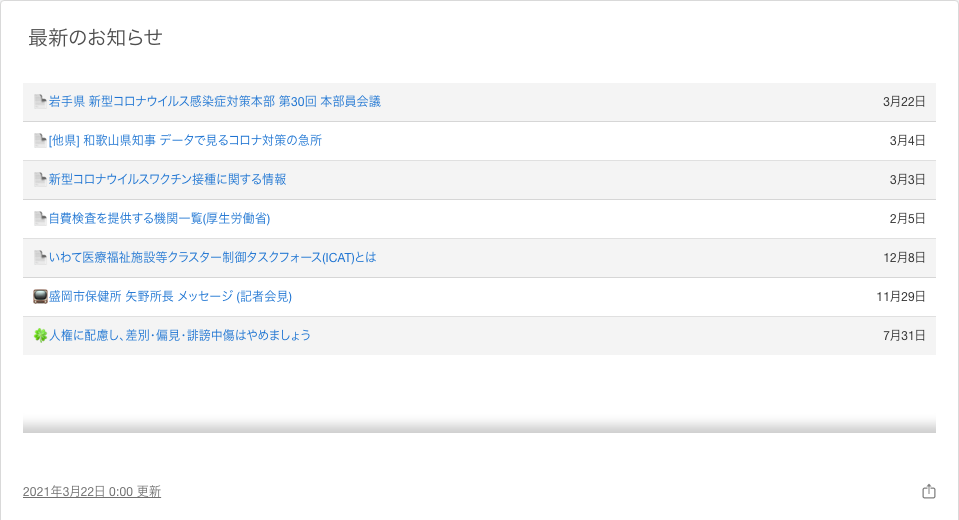 最新のお知らせ
岩手県 新型コロナウイルス感染症対策本部 第30回 本部員会議 3月22日
[他県] 和歌山県知事 データで見るコロナ対策の急所 3月4日
新型コロナウイルスワクチン接種に関する情報 3月3日
自費検査を提供する機関一覧(厚生労働省) 2月5日
いわて医療福祉施設等クラスター制御タスクフォース(ICAT)とは 12月8日
盛岡市保健所 矢野所長 メッセージ (記者会見) 11月29日
人権に配慮し、差別・偏見・誹謗中傷はやめましょう 7月31日
2021年3月22日 0:00 更新